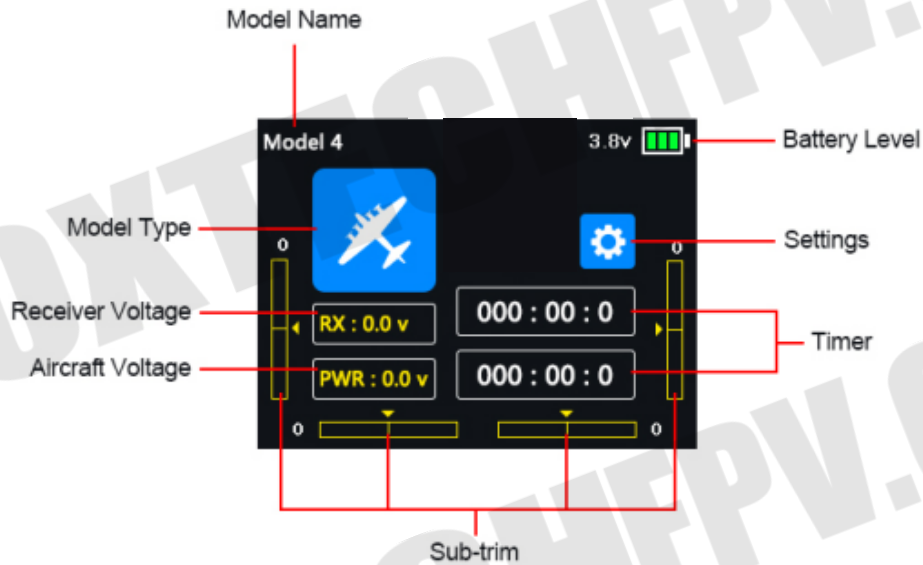 Model Name
Model 4
3.8v
Battery Level
Model Type
Settings
0
0
Receiver Voltage
RX : 0.0 v
000 : 00 : 0
Timer
Aircraft Voltage
PWR : 0.0 v
000 : 00 : 0
0
0
Sub-trim